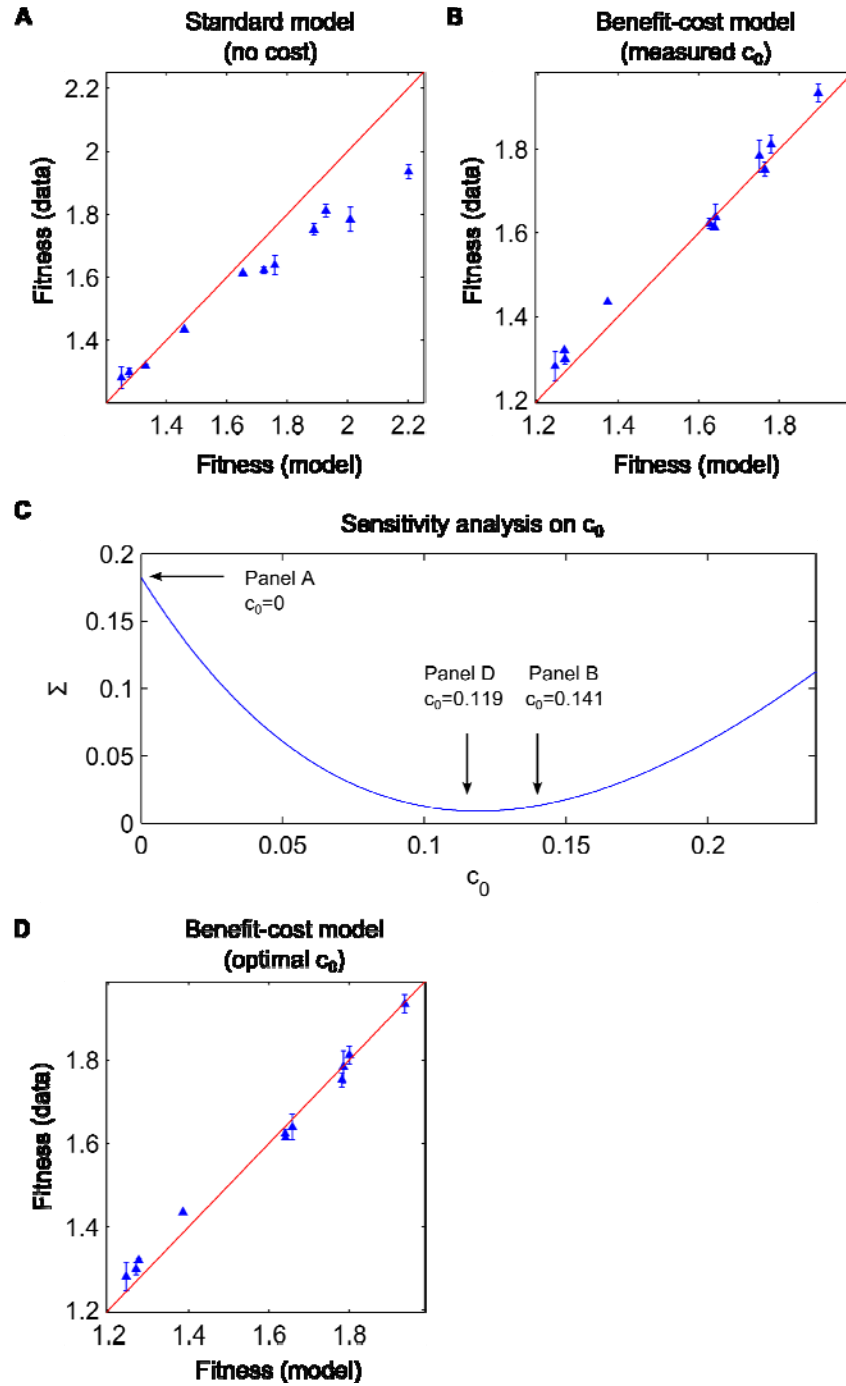 A
Standard model
(no cost)
2.2
2
1.8
1.6
1.4
Fitness (data)
1.4
1.6
1.8
2
2.2
Fitness (model)
B
Benefit-cost model
(measured c₀)
1.8
1.6
1.4
1.2
Fitness (data)
1.2
1.4
1.6
1.8
Fitness (model)
C
Sensitivity analysis on c₀
0.2
0.15
0.1
0.05
0
Σ
Panel A
c₀=0
Panel D
c₀=0.119
Panel B
c₀=0.141
0
0.05
0.1
0.15
0.2
c₀
D
Benefit-cost model
(optimal c₀)
1.8
1.6
1.4
1.2
Fitness (data)
1.2
1.4
1.6
1.8
Fitness (model)